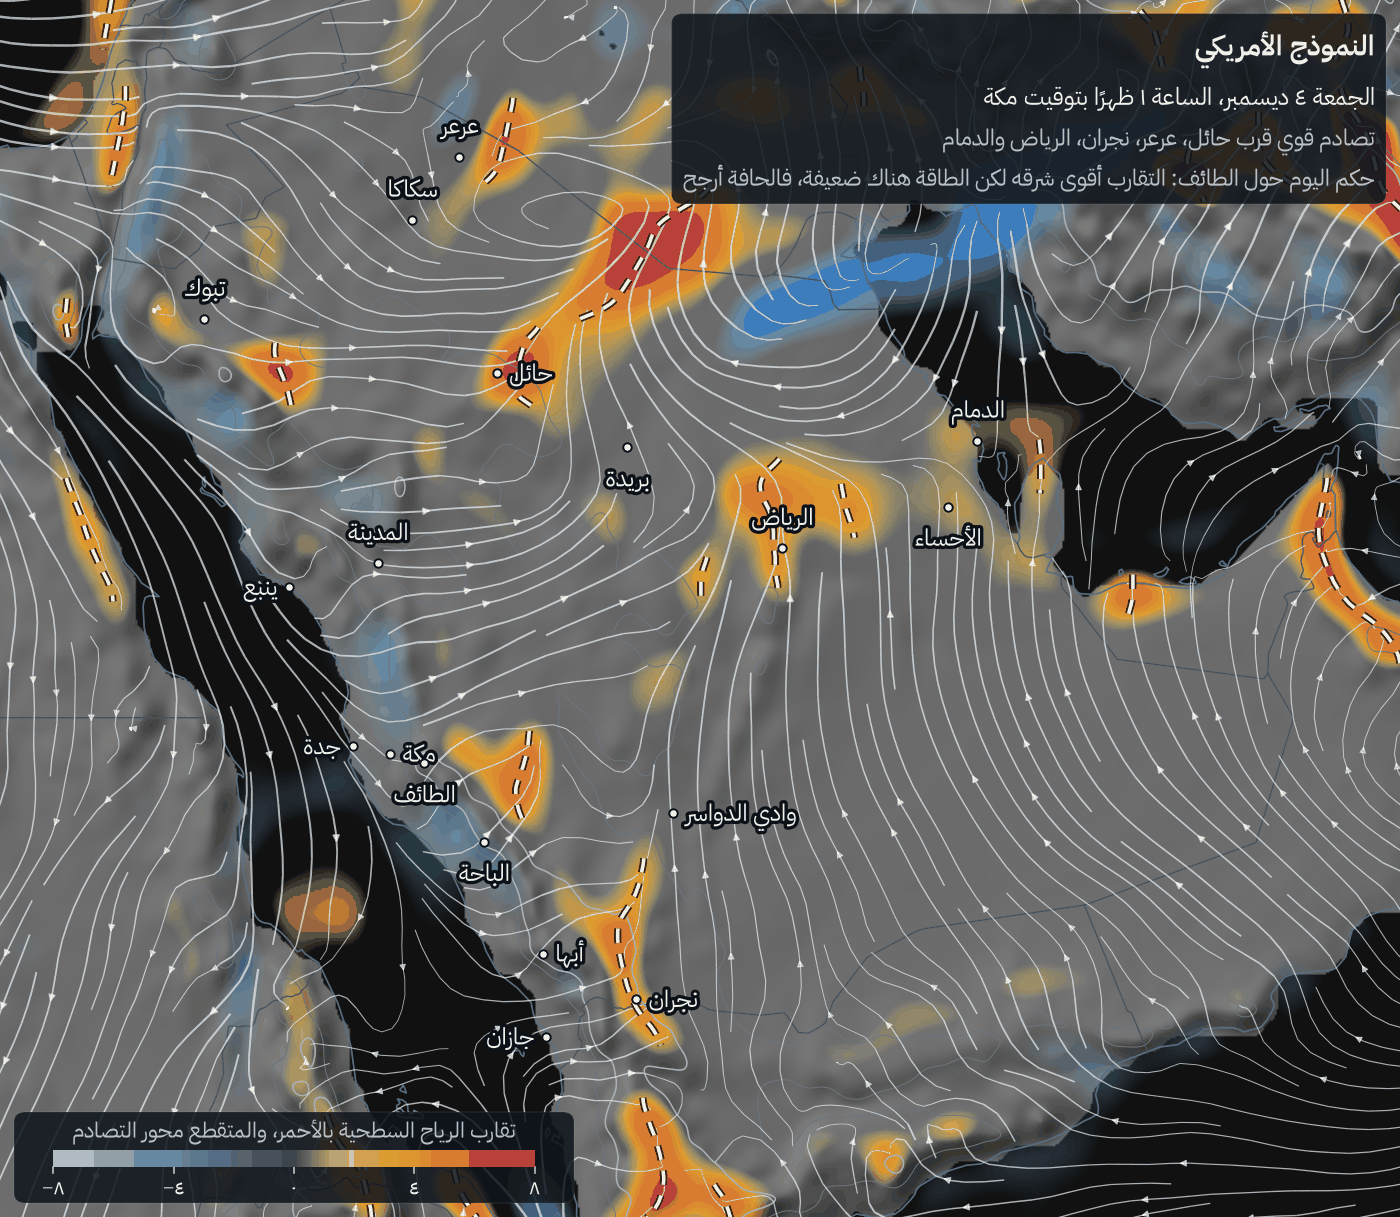 النموذج الأمريكي
الجمعة ٤ ديسمبر، الساعة ١ ظهرًا بتوقيت مكة
تصادم قوي قرب حائل، عرعر، نجران، الرياض والدمام
حكم اليوم حول الطائف: التقارب أقوى شرقه لكن الطاقة هناك ضعيفة، فالحافة أرجح
عرعر
سكاكا
تبوك
حائل
الدمام
بريدة
الرياض
الأحساء
المدينة
ينبع
جدة
مكة
الطائف
وادي الدواسر
الباحة
أبها
نجران
جازان
تقارب الرياح السطحية بالأحمر، والمتقطع محور التصادم
−٨ −٤ ٠ ٤ ٨